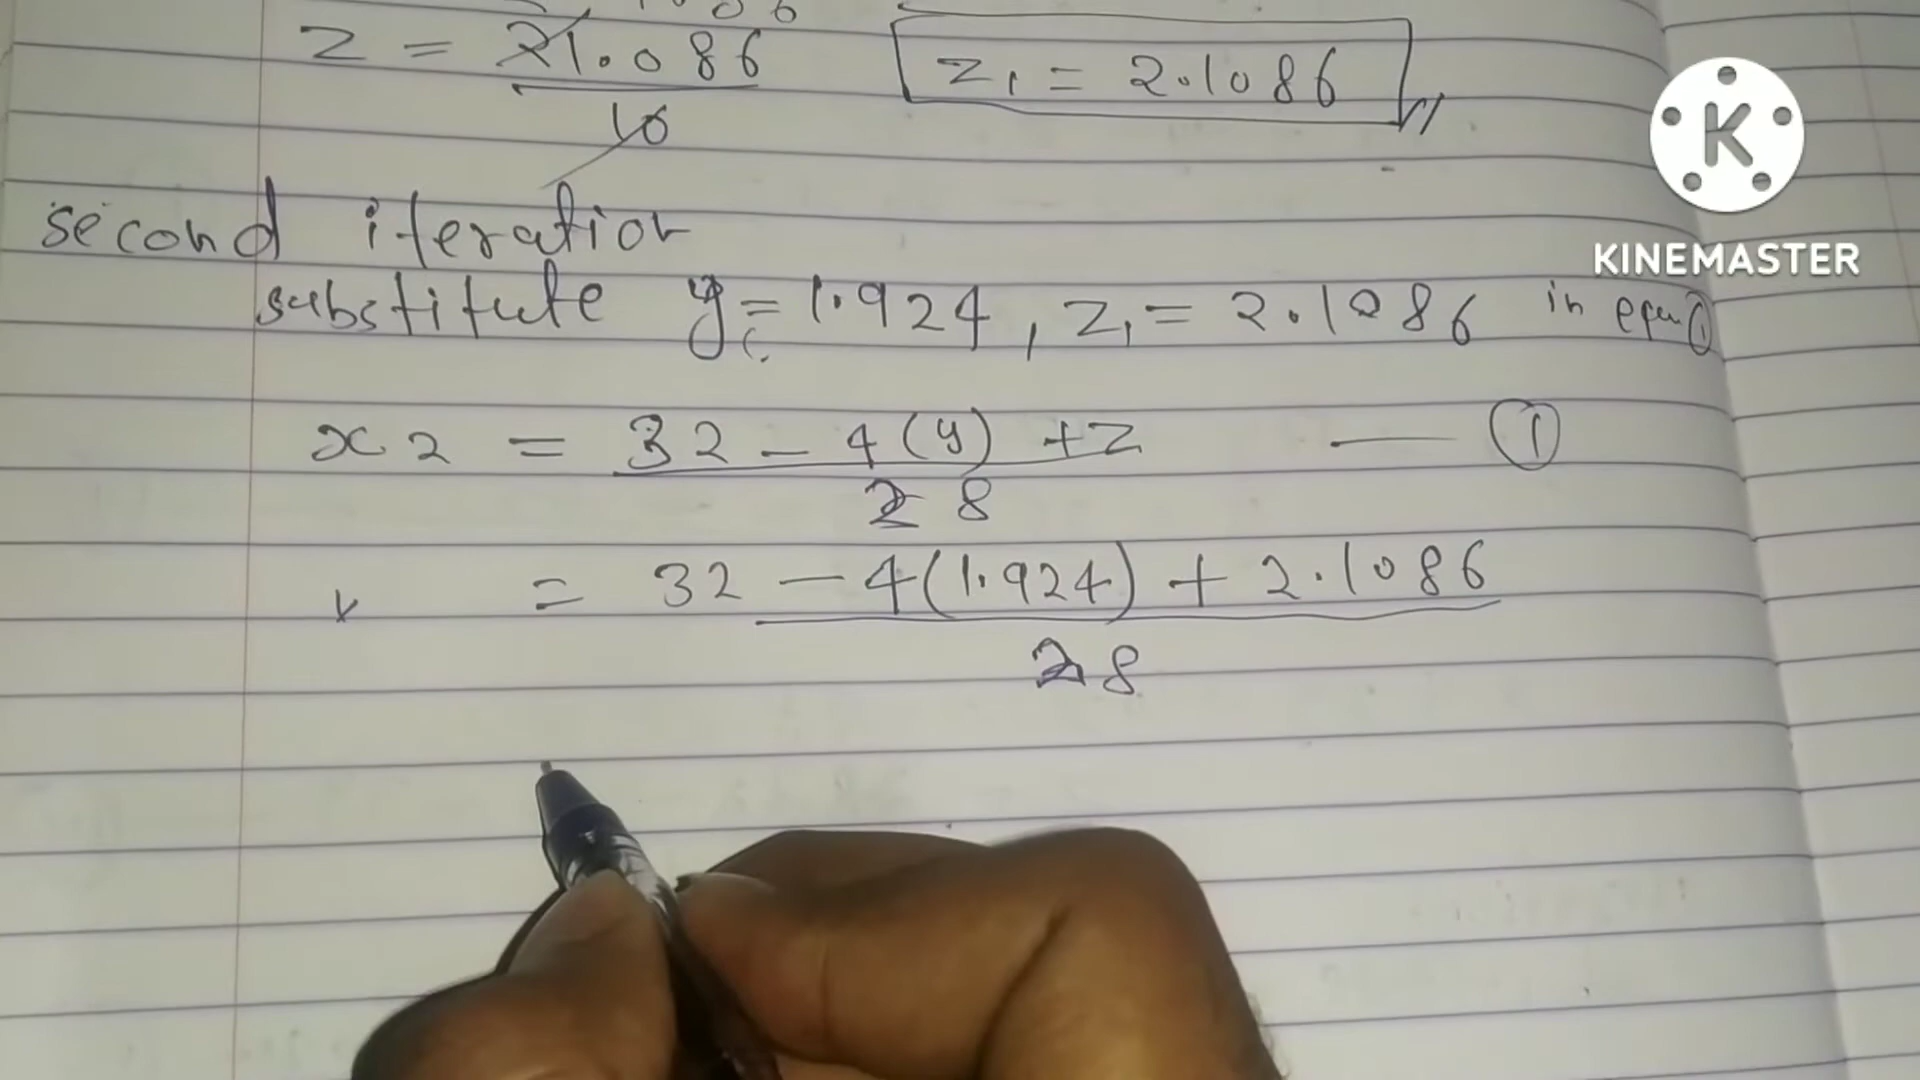 z = 21.086 / 10 z1 = 2.1086
second iteration
substitute y1 = 1.924, z1 = 2.1086 in eqn ①
x2 = 32 - 4(y) + z / 28 — ①
= 32 - 4(1.924) + 2.1086 / 28
K
KINEMASTER